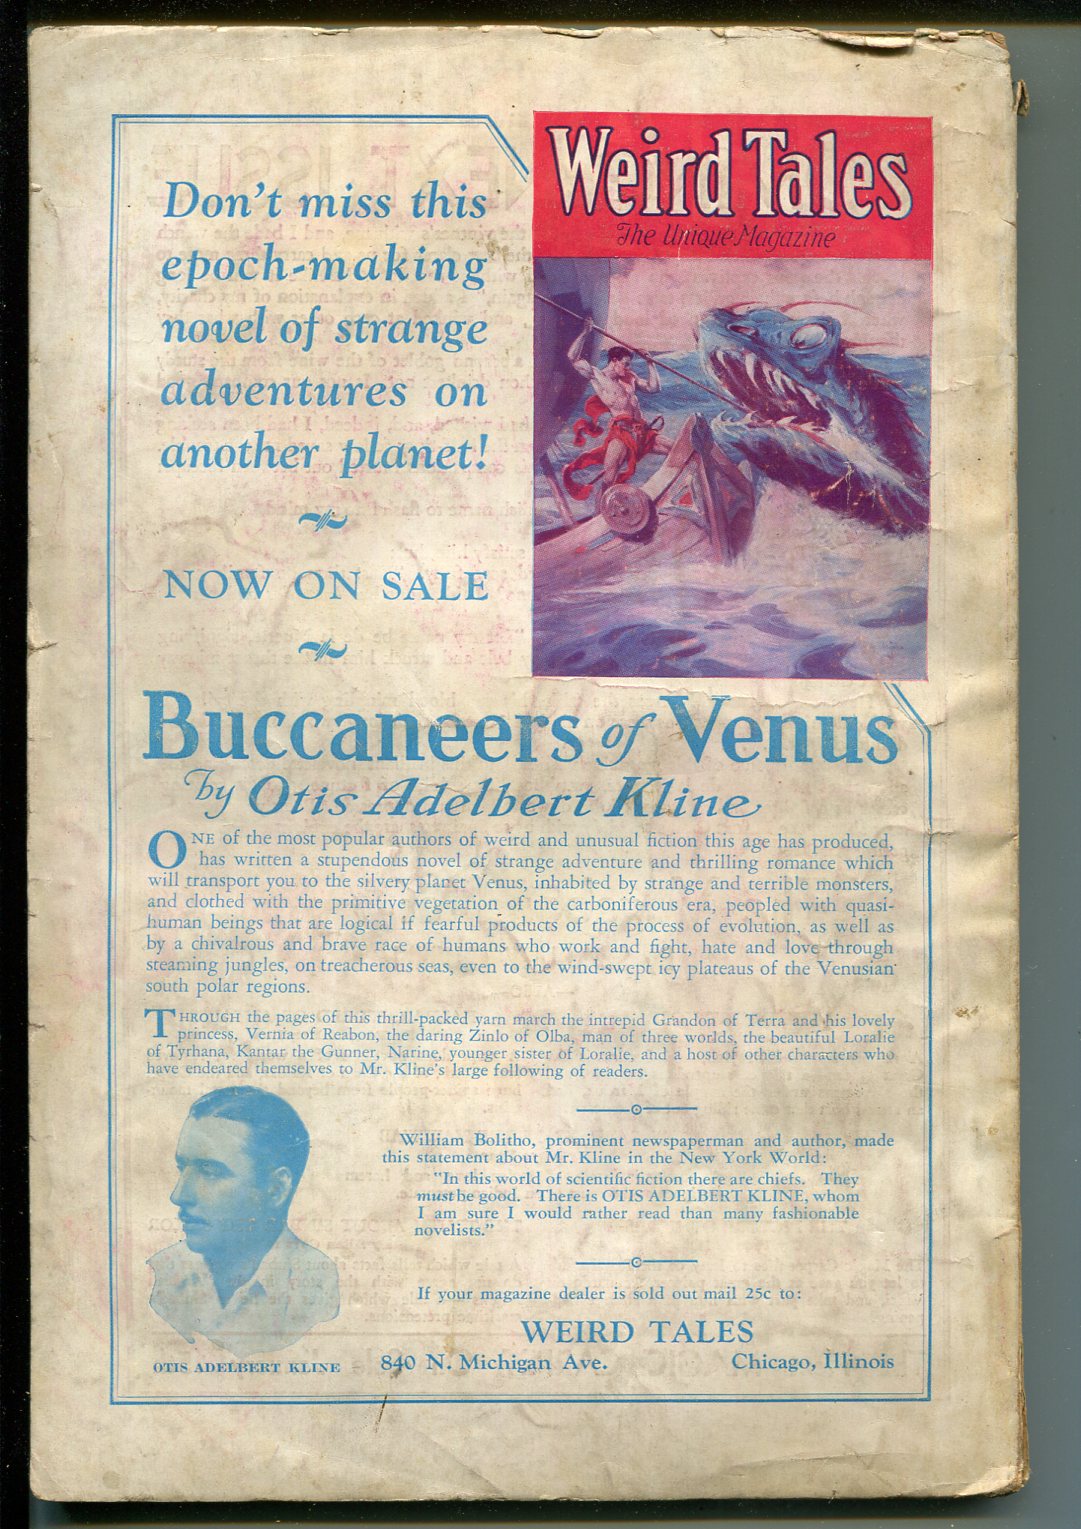 Don't miss this
epoch-making
novel of strange
adventures on
another planet!
NOW ON SALE
Weird Tales
The Unique Magazine
Buccaneers of Venus
by Otis Adelbert Kline
ONE of the most popular authors of weird and unusual fiction this age has produced,
has written a stupendous novel of strange adventure and thrilling romance which
will transport you to the silvery planet Venus, inhabited by strange and terrible monsters,
and clothed with the primitive vegetation of the carboniferous era, peopled with quasi-
human beings that are logical if fearful products of the process of evolution, as well as
by a chivalrous and brave race of humans who work and fight, hate and love through
steaming jungles, on treacherous seas, even to the wind-swept icy plateaus of the Venusian
south polar regions.
THROUGH the pages of this thrill-packed yarn march the intrepid Grandon of Terra and his lovely
princess, Vernia of Reabon, the daring Zinlo of Olba, man of three worlds, the beautiful Loralie
of Tyrhana, Kantar the Gunner, Narine, younger sister of Loralie, and a host of other characters who
have endeared themselves to Mr. Kline's large following of readers.
William Bolitho, prominent newspaperman and author, made
this statement about Mr. Kline in the New York World:
"In this world of scientific fiction there are chiefs. They
must be good. There is OTIS ADELBERT KLINE, whom
I am sure I would rather read than many fashionable
novelists."
If your magazine dealer is sold out mail 25c to:
WEIRD TALES
840 N. Michigan Ave. Chicago, Illinois
OTIS ADELBERT KLINE